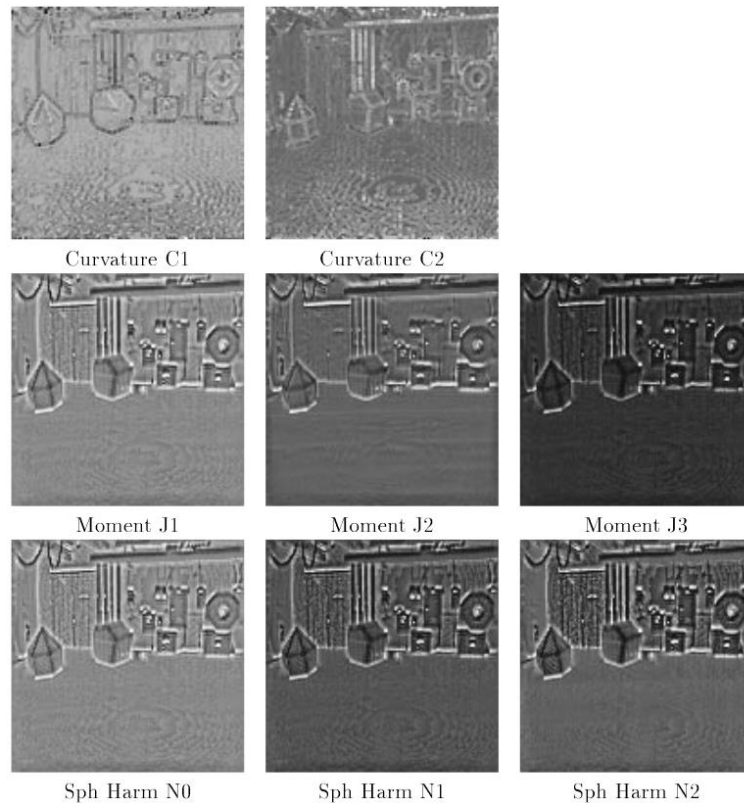 Curvature C1
Curvature C2
Moment J1
Moment J2
Moment J3
Sph Harm N0
Sph Harm N1
Sph Harm N2